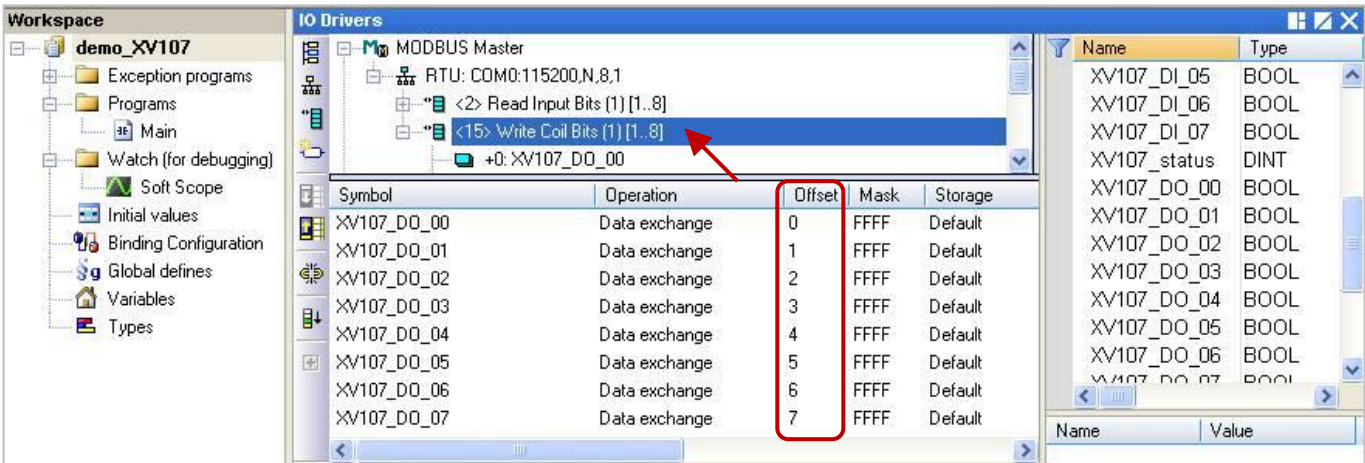 Workspace
demo_XV107
Exception programs
Programs
Main
Watch (for debugging)
Soft Scope
Initial values
Binding Configuration
Global defines
Variables
Types
IO Drivers
MODBUS Master
RTU: COM0:115200,N,8,1
<2> Read Input Bits (1) [1..8]
<15> Write Coil Bits (1) [1..8]
+0: XV107_DO_00
Symbol Operation Offset Mask Storage
XV107_DO_00 Data exchange 0 FFFF Default
XV107_DO_01 Data exchange 1 FFFF Default
XV107_DO_02 Data exchange 2 FFFF Default
XV107_DO_03 Data exchange 3 FFFF Default
XV107_DO_04 Data exchange 4 FFFF Default
XV107_DO_05 Data exchange 5 FFFF Default
XV107_DO_06 Data exchange 6 FFFF Default
XV107_DO_07 Data exchange 7 FFFF Default
Name Type
XV107_DI_05 BOOL
XV107_DI_06 BOOL
XV107_DI_07 BOOL
XV107_status DINT
XV107_DO_00 BOOL
XV107_DO_01 BOOL
XV107_DO_02 BOOL
XV107_DO_03 BOOL
XV107_DO_04 BOOL
XV107_DO_05 BOOL
XV107_DO_06 BOOL
XV107_DO_07 BOOL
Name Value